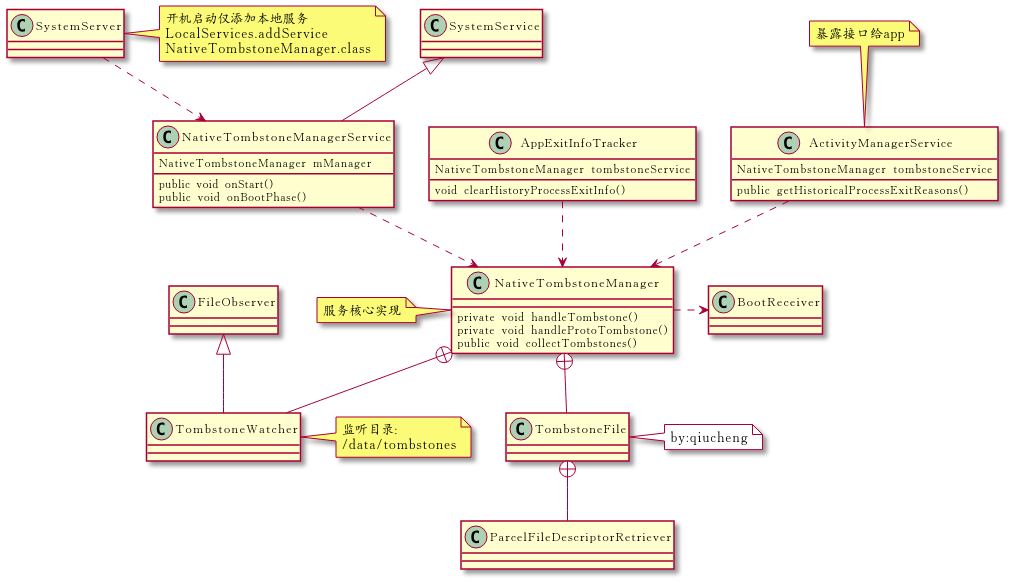 C SystemServer
开机启动仅添加本地服务
LocalServices.addService
NativeTombstoneManager.class
C SystemService
暴露接口给app
C NativeTombstoneManagerService
NativeTombstoneManager mManager
public void onStart()
public void onBootPhase()
C AppExitInfoTracker
NativeTombstoneManager tombstoneService
void clearHistoryProcessExitInfo()
C ActivityManagerService
NativeTombstoneManager tombstoneService
public getHistoricalProcessExitReasons()
C FileObserver
服务核心实现
C NativeTombstoneManager
private void handleTombstone()
private void handleProtoTombstone()
public void collectTombstones()
C BootReceiver
C TombstoneWatcher
监听目录:
/data/tombstones
C TombstoneFile
by:qiucheng
C ParcelFileDescriptorRetriever